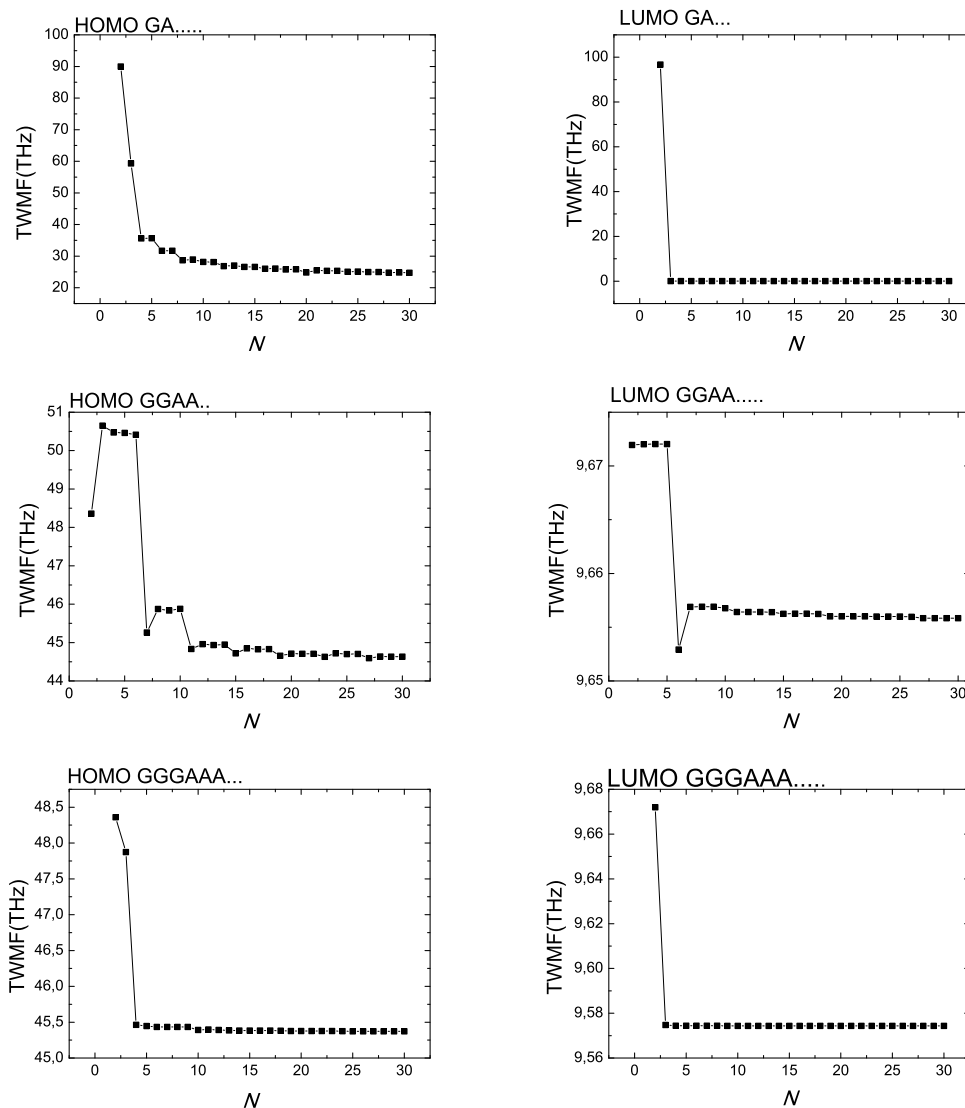 HOMO GA.....
TWMF(THz)
100
90
80
70
60
50
40
30
20
0 5 10 15 20 25 30
N
LUMO GA...
TWMF(THz)
100
80
60
40
20
0
0 5 10 15 20 25 30
N
HOMO GGAA..
TWMF(THz)
51
50
49
48
47
46
45
44
0 5 10 15 20 25 30
N
LUMO GGAA.....
TWMF(THz)
9,67
9,66
9,65
0 5 10 15 20 25 30
N
HOMO GGGAAA...
TWMF(THz)
48,5
48,0
47,5
47,0
46,5
46,0
45,5
45,0
0 5 10 15 20 25 30
N
LUMO GGGAAA.....
TWMF(THz)
9,68
9,66
9,64
9,62
9,60
9,58
9,56
0 5 10 15 20 25 30
N